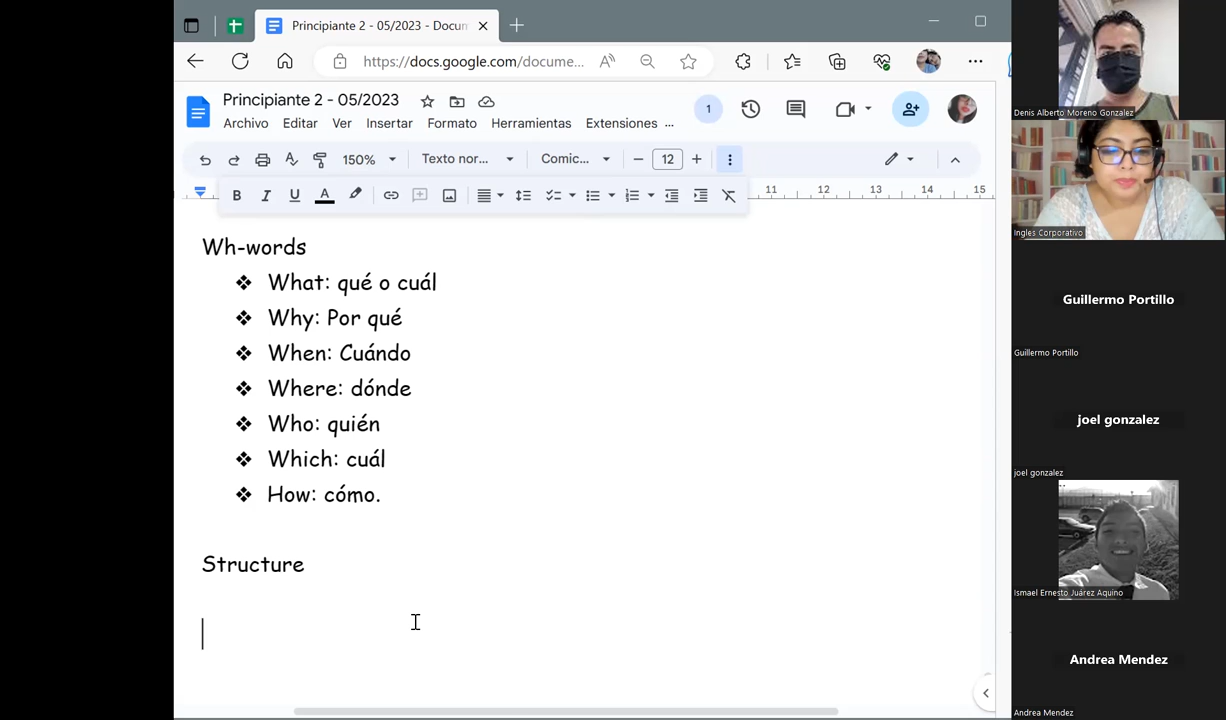 Principiante 2 - 05/2023 - Docum
https://docs.google.com/docume...
Principiante 2 - 05/2023
Archivo Editar Ver Insertar Formato Herramientas Extensiones ...
1
150% Texto nor... Comic... 12
11 12 13 14 15
Wh-words
❖ What: qué o cuál
❖ Why: Por qué
❖ When: Cuándo
❖ Where: dónde
❖ Who: quién
❖ Which: cuál
❖ How: cómo.
Structure
Denis Alberto Moreno Gonzalez
Ingles Corporativo
Guillermo Portillo
Guillermo Portillo
joel gonzalez
joel gonzalez
Ismael Ernesto Juárez Aquino
Andrea Mendez
Andrea Mendez